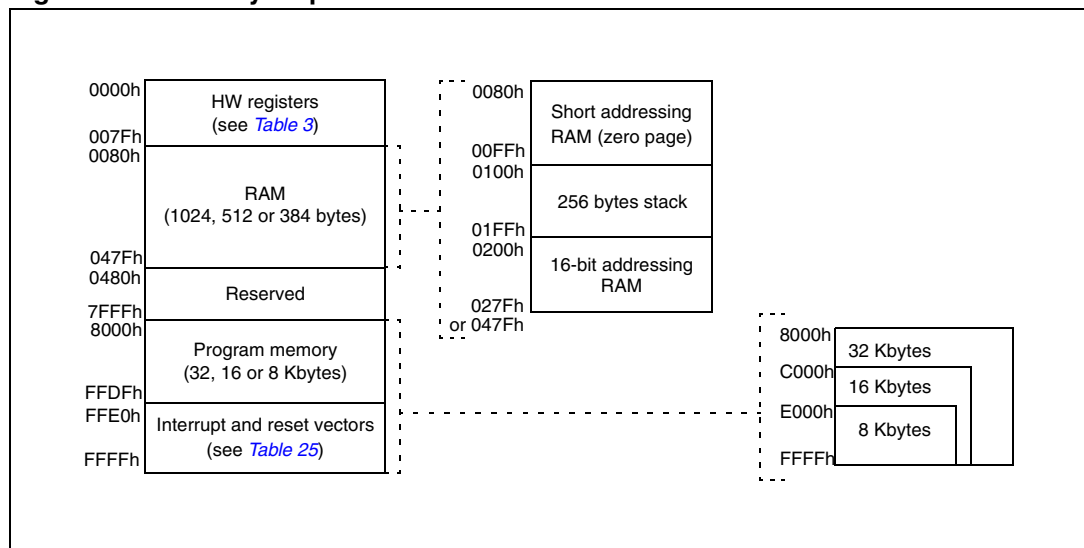 0000h
HW registers
(see Table 3)
007Fh
0080h
RAM
(1024, 512 or 384 bytes)
047Fh
0480h
Reserved
7FFFh
8000h
Program memory
(32, 16 or 8 Kbytes)
FFDFh
FFE0h
Interrupt and reset vectors
(see Table 25)
FFFFh
0080h
Short addressing
RAM (zero page)
00FFh
0100h
256 bytes stack
01FFh
0200h
16-bit addressing
RAM
027Fh
or 047Fh
8000h
32 Kbytes
C000h
16 Kbytes
E000h
8 Kbytes
FFFFh